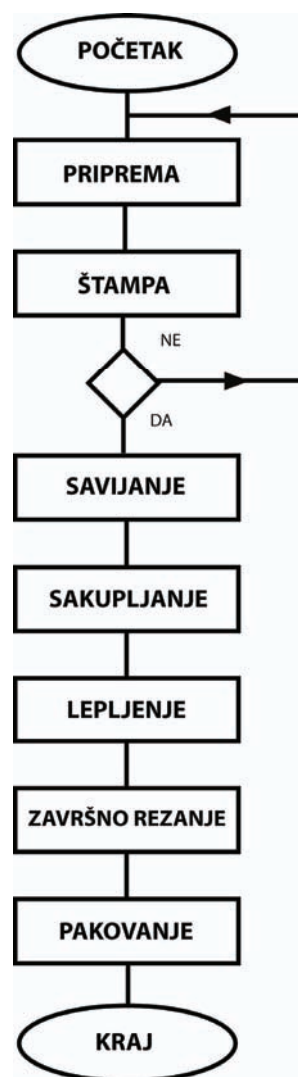 POČETAK
PRIPREMA
ŠTAMPA
NE
DA
SAVIJANJE
SAKUPLJANJE
LEPLJENJE
ZAVRŠNO REZANJE
PAKOVANJE
KRAJ